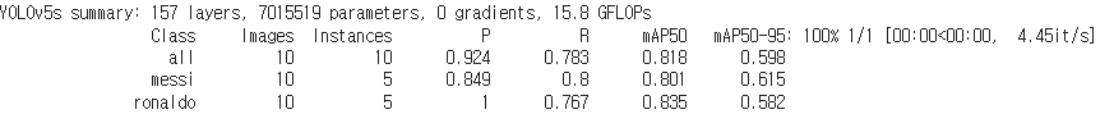 YOLOv5s summary: 157 layers, 7015519 parameters, 0 gradients, 15.8 GFLOPs
Class Images Instances P R mAP50 mAP50-95: 100% 1/1 [00:00<00:00, 4.45it/s]
all 10 10 0.924 0.783 0.818 0.598
messi 10 5 0.849 0.8 0.801 0.615
ronaldo 10 5 1 0.767 0.835 0.582